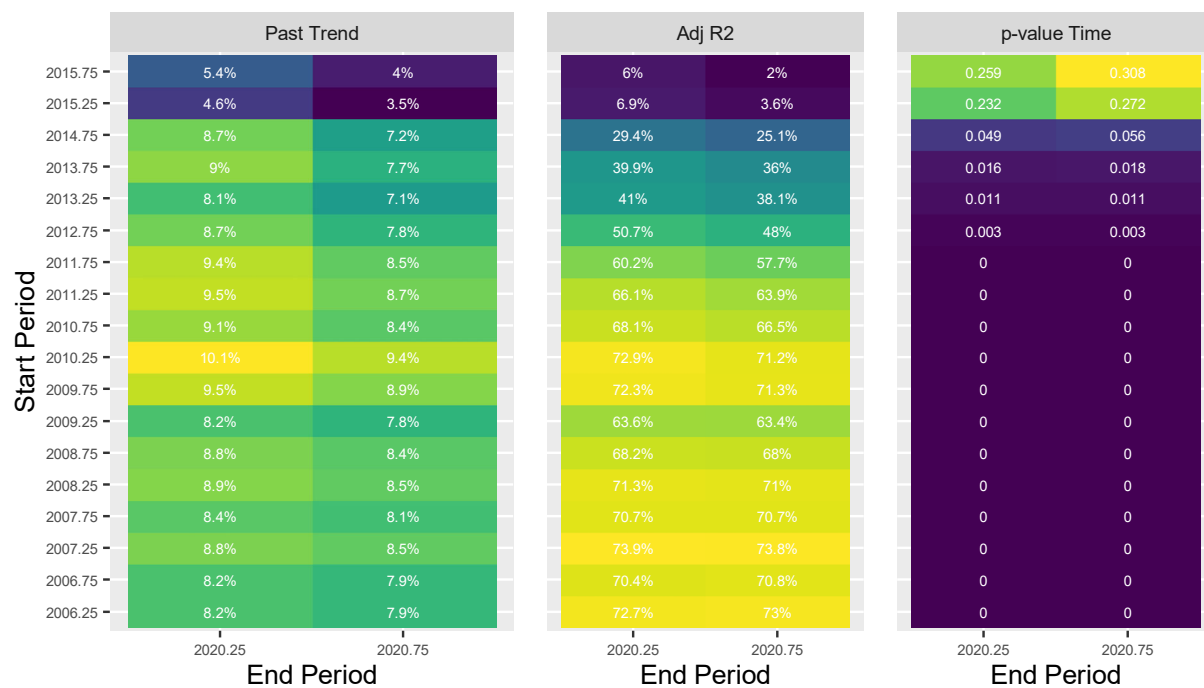 Past Trend Adj R2 p-value Time
2015.75 5.4% 4% 6% 2% 0.259 0.308
2015.25 4.6% 3.5% 6.9% 3.6% 0.232 0.272
2014.75 8.7% 7.2% 29.4% 25.1% 0.049 0.056
2013.75 9% 7.7% 39.9% 36% 0.016 0.018
2013.25 8.1% 7.1% 41% 38.1% 0.011 0.011
2012.75 8.7% 7.8% 50.7% 48% 0.003 0.003
2011.75 9.4% 8.5% 60.2% 57.7% 0 0
2011.25 9.5% 8.7% 66.1% 63.9% 0 0
2010.75 9.1% 8.4% 68.1% 66.5% 0 0
2010.25 10.1% 9.4% 72.9% 71.2% 0 0
2009.75 9.5% 8.9% 72.3% 71.3% 0 0
2009.25 8.2% 7.8% 63.6% 63.4% 0 0
2008.75 8.8% 8.4% 68.2% 68% 0 0
2008.25 8.9% 8.5% 71.3% 71% 0 0
2007.75 8.4% 8.1% 70.7% 70.7% 0 0
2007.25 8.8% 8.5% 73.9% 73.8% 0 0
2006.75 8.2% 7.9% 70.4% 70.8% 0 0
2006.25 8.2% 7.9% 72.7% 73% 0 0
Start Period
2020.25 2020.75 2020.25 2020.75 2020.25 2020.75
End Period End Period End Period